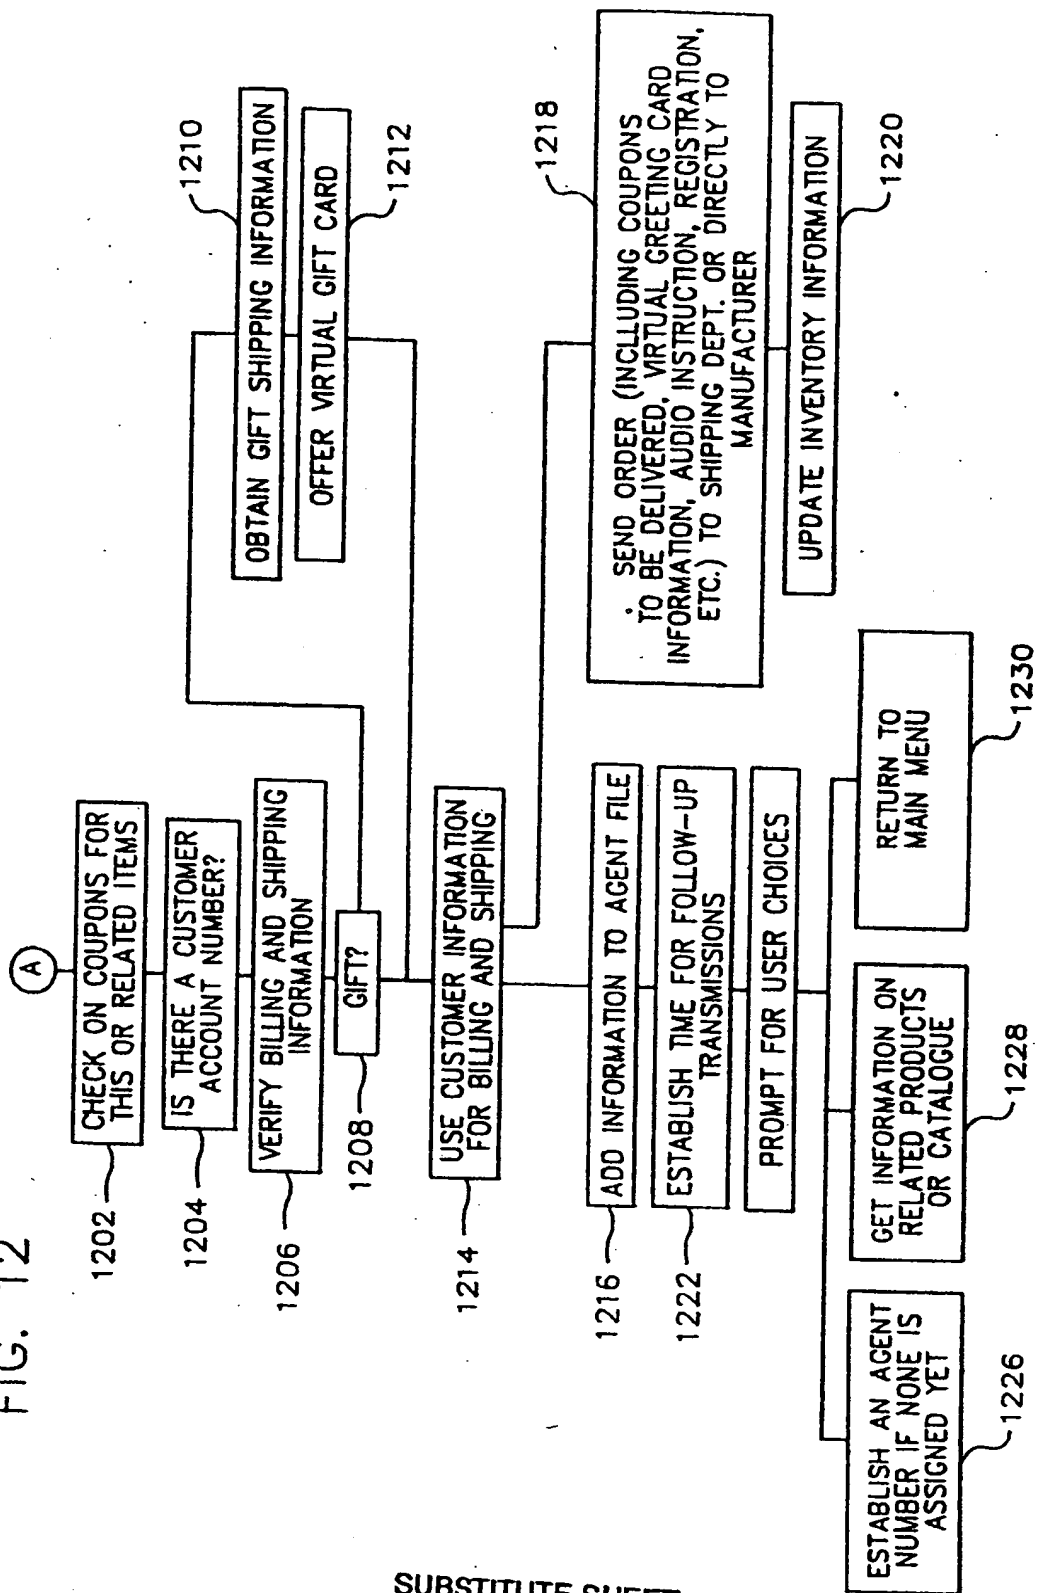 FIG. 12
A
CHECK ON COUPONS FOR
THIS OR RELATED ITEMS
1202
IS THERE A CUSTOMER
ACCOUNT NUMBER?
1204
VERIFY BILLING AND SHIPPING
INFORMATION
1206
GIFT?
1208
OBTAIN GIFT SHIPPING INFORMATION
1210
OFFER VIRTUAL GIFT CARD
1212
USE CUSTOMER INFORMATION
FOR BILLING AND SHIPPING
1214
ADD INFORMATION TO AGENT FILE
1216
SEND ORDER (INCLUDING COUPONS
TO BE DELIVERED, VIRTUAL GREETING CARD
INFORMATION, AUDIO INSTRUCTION, REGISTRATION,
ETC.) TO SHIPPING DEPT. OR DIRECTLY TO
MANUFACTURER
1218
UPDATE INVENTORY INFORMATION
1220
ESTABLISH TIME FOR FOLLOW-UP
TRANSMISSIONS
1222
PROMPT FOR USER CHOICES
ESTABLISH AN AGENT
NUMBER IF NONE IS
ASSIGNED YET
1226
GET INFORMATION ON
RELATED PRODUCTS
OR CATALOGUE
1228
RETURN TO
MAIN MENU
1230
SUBSTITUTE SHEET